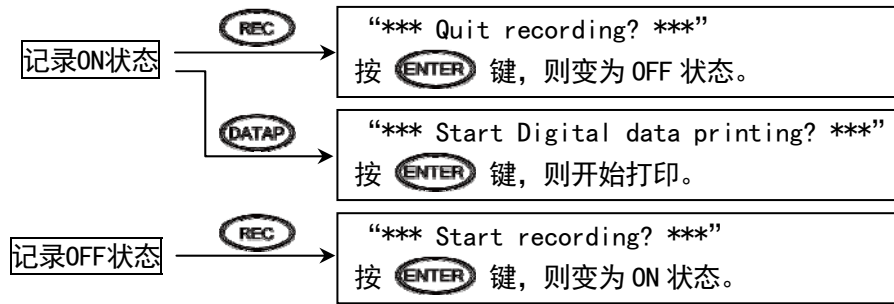 REC
“*** Quit recording? ***”
记录ON状态
按 ENTER 键，则变为 OFF 状态。
DATAP
“*** Start Digital data printing? ***”
按 ENTER 键，则开始打印。
REC
“*** Start recording? ***”
记录OFF状态
按 ENTER 键，则变为 ON 状态。